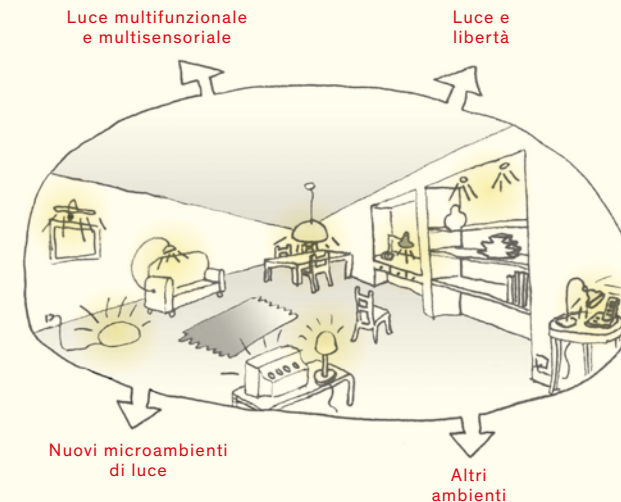 Luce multifunzionale
e multisensoriale
Luce e
libertà
Nuovi microambienti
di luce
Altri
ambienti